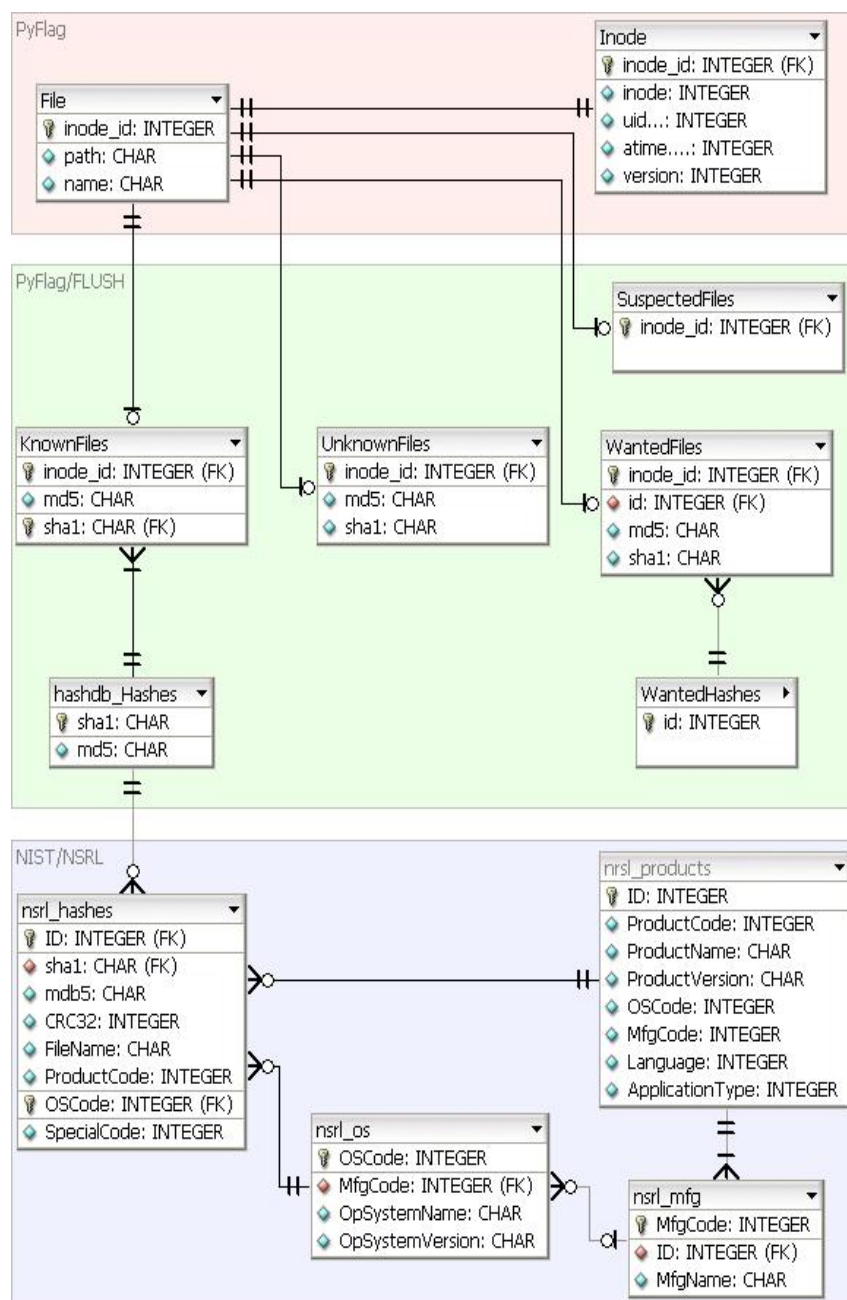 PyFlag
File
inode_id: INTEGER
path: CHAR
name: CHAR
Inode
inode_id: INTEGER (FK)
inode: INTEGER
uid...: INTEGER
atime....: INTEGER
version: INTEGER
PyFlag/FLUSH
SuspectedFiles
inode_id: INTEGER (FK)
KnownFiles
inode_id: INTEGER (FK)
md5: CHAR
sha1: CHAR (FK)
UnknownFiles
inode_id: INTEGER (FK)
md5: CHAR
sha1: CHAR
WantedFiles
inode_id: INTEGER (FK)
id: INTEGER (FK)
md5: CHAR
sha1: CHAR
hashdb_Hashes
sha1: CHAR
md5: CHAR
WantedHashes
id: INTEGER
NIST/NSRL
nsrl_hashes
ID: INTEGER (FK)
sha1: CHAR (FK)
mdb5: CHAR
CRC32: INTEGER
FileName: CHAR
ProductCode: INTEGER
OSCode: INTEGER (FK)
SpecialCode: INTEGER
nrsl_products
ID: INTEGER
ProductCode: INTEGER
ProductName: CHAR
ProductVersion: CHAR
OSCode: INTEGER
MfgCode: INTEGER
Language: INTEGER
ApplicationType: INTEGER
nsrl_os
OSCode: INTEGER
MfgCode: INTEGER (FK)
OpSystemName: CHAR
OpSystemVersion: CHAR
nsrl_mfg
MfgCode: INTEGER
ID: INTEGER (FK)
MfgName: CHAR